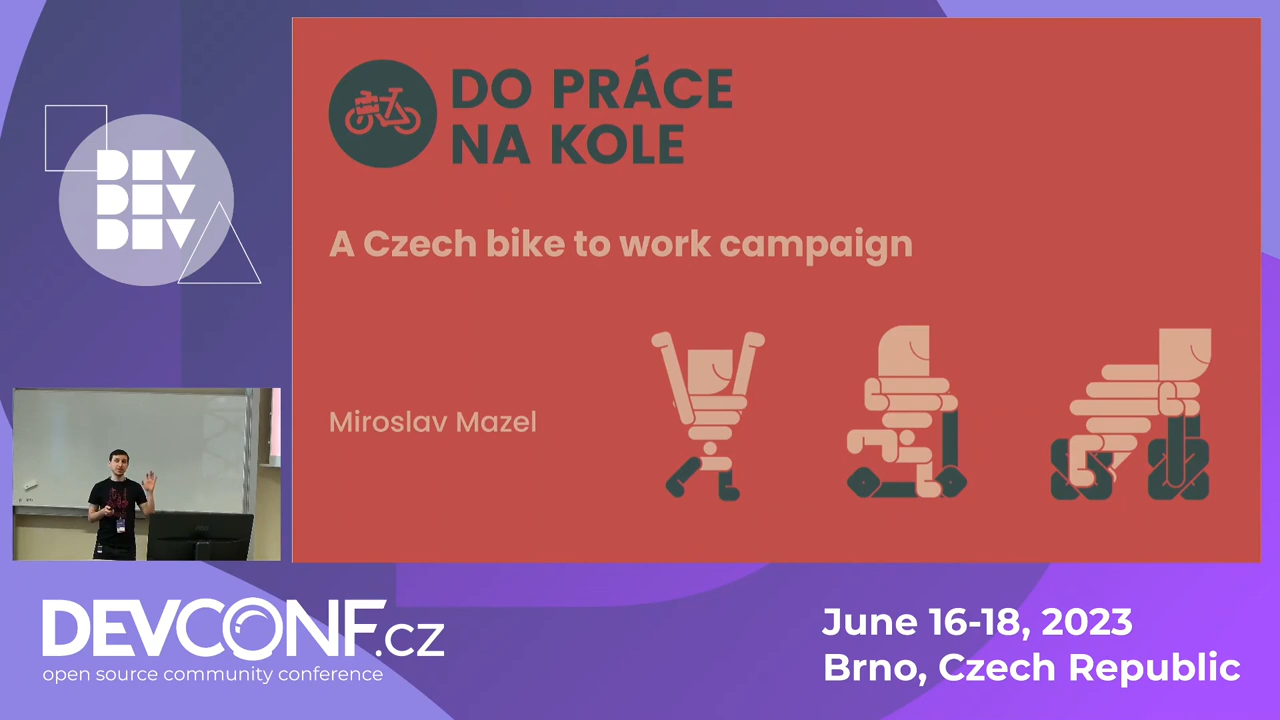 DEV
DEV
DEV
DO PRÁCE
NA KOLE
A Czech bike to work campaign
Miroslav Mazel
DEVCONF.cz
open source community conference
June 16-18, 2023
Brno, Czech Republic